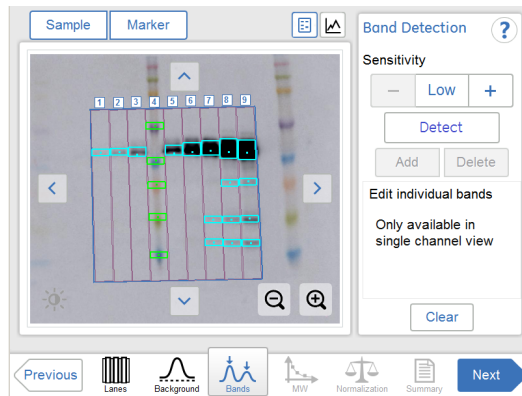 Sample Marker
Band Detection ?
Sensitivity
Low
Detect
Add Delete
Edit individual bands
Only available in
single channel view
Clear
1 2 3 4 5 6 7 8 9
Previous
Lanes
Background
Bands
MW
Normalization
Summary
Next